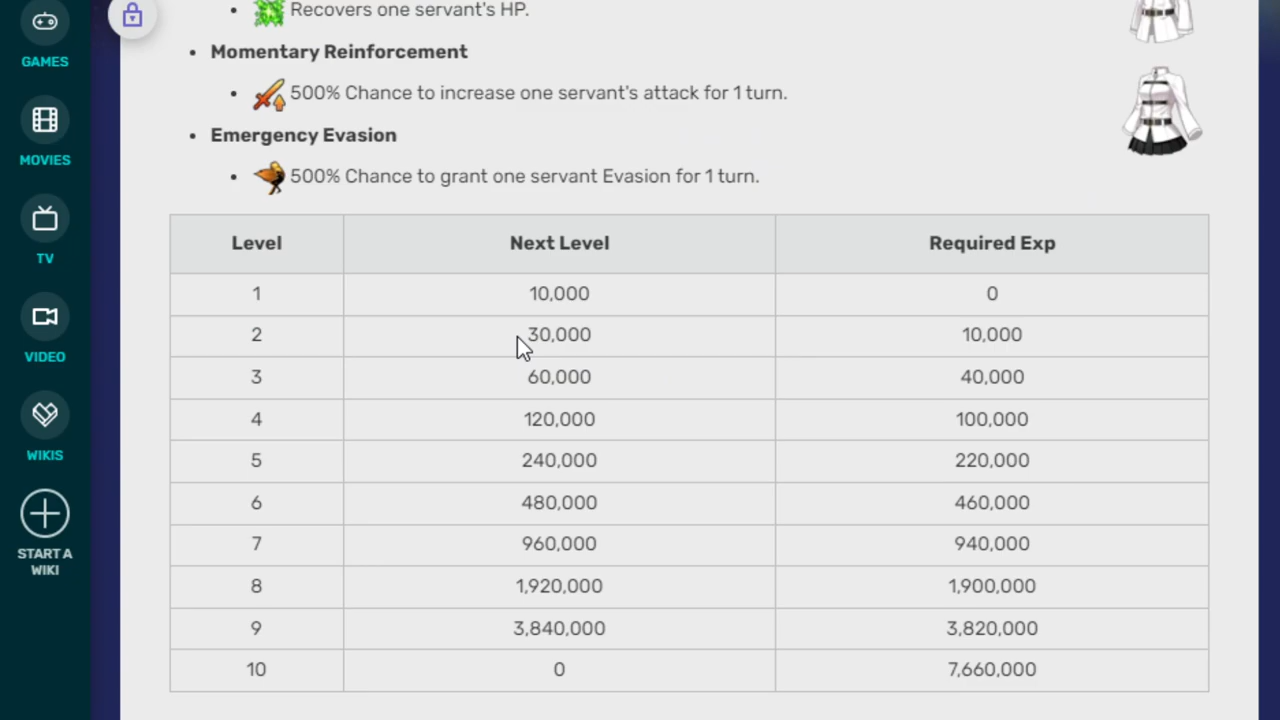 GAMES
MOVIES
TV
VIDEO
WIKIS
START A
WIKI
Recovers one servant's HP.
Momentary Reinforcement
500% Chance to increase one servant's attack for 1 turn.
Emergency Evasion
500% Chance to grant one servant Evasion for 1 turn.
Level Next Level Required Exp
1 10,000 0
2 30,000 10,000
3 60,000 40,000
4 120,000 100,000
5 240,000 220,000
6 480,000 460,000
7 960,000 940,000
8 1,920,000 1,900,000
9 3,840,000 3,820,000
10 0 7,660,000